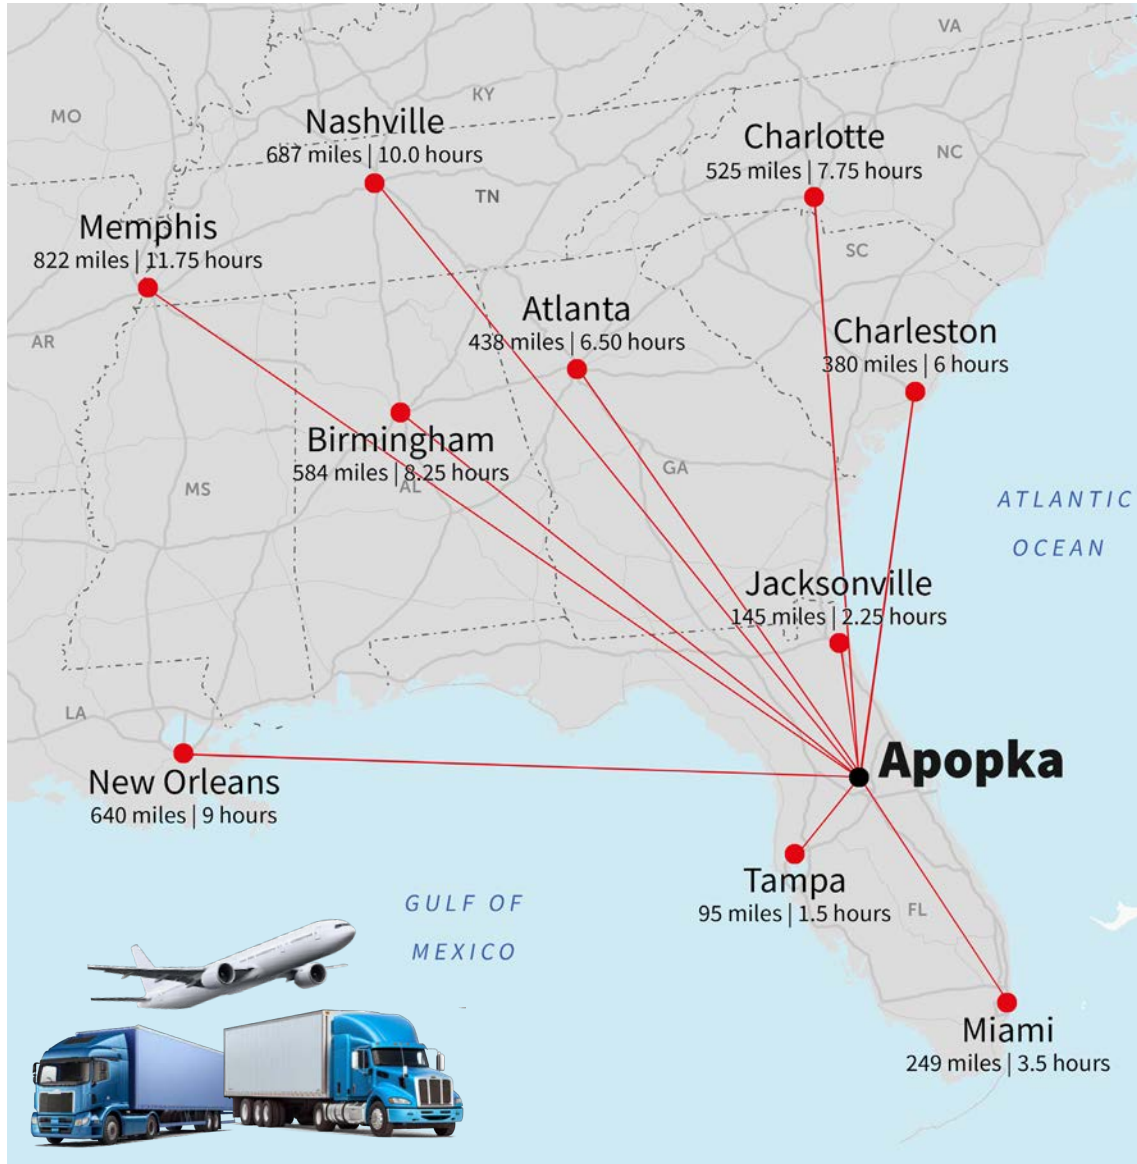 VA
KY
MO
Nashville
687 miles | 10.0 hours
Charlotte
525 miles | 7.75 hours
NC
TN
Memphis
822 miles | 11.75 hours
SC
Atlanta
438 miles | 6.50 hours
Charleston
380 miles | 6 hours
AR
Birmingham
584 miles | 8.25 hours
GA
MS
AL
ATLANTIC
OCEAN
Jacksonville
145 miles | 2.25 hours
LA
Apopka
New Orleans
640 miles | 9 hours
Tampa
95 miles | 1.5 hours
FL
GULF OF
MEXICO
Miami
249 miles | 3.5 hours